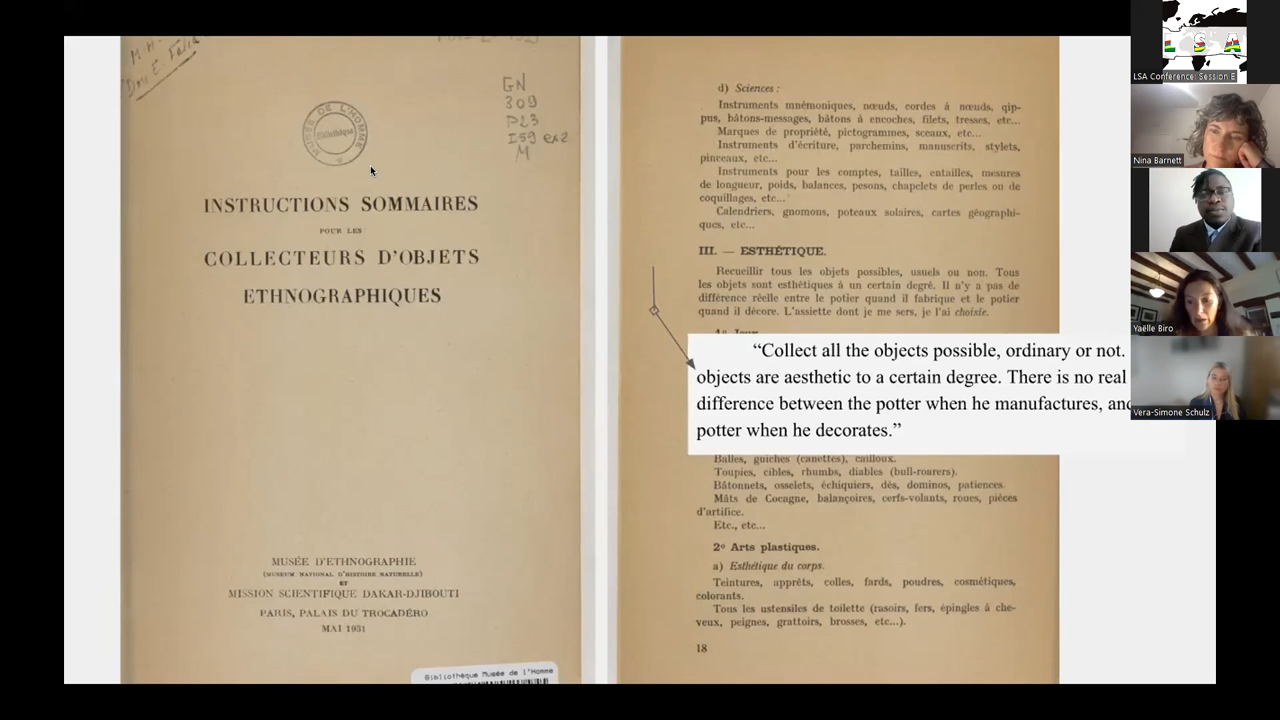 M. H.
GN
309
P23
I59 ex2
M
MUSÉE DE L'HOMME
Bibliothèque
INSTRUCTIONS SOMMAIRES
POUR LES
COLLECTEURS D'OBJETS
ETHNOGRAPHIQUES
MUSÉE D'ETHNOGRAPHIE
(MUSEUM NATIONAL D'HISTOIRE NATURELLE)
ET
MISSION SCIENTIFIQUE DAKAR-DJIBOUTI
PARIS, PALAIS DU TROCADÉRO
MAI 1931
Bibliothèque Musée de l'Homme
d) Sciences :
Instruments mnémoniques, nœuds, cordes à nœuds, qip-
pus, bâtons-messages, bâtons à encoches, filets, tresses, etc...
Marques de propriété, pictogrammes, sceaux, etc...
Instruments d'écriture, parchemins, manuscrits, stylets,
pinceaux, etc...
Instruments pour les comptes, tailles, entailles, mesures
de longueur, poids, balances, pesons, chapelets de perles ou de
coquillages, etc...
Calendriers, gnomons, poteaux solaires, cartes géographi-
ques, etc...
III. — ESTHÉTIQUE.
Recueillir tous les objets possibles, usuels ou non. Tous
les objets sont esthétiques à un certain degré. Il n'y a pas de
différence réelle entre le potier quand il fabrique et le potier
quand il décore. L'assiette dont je me sers, je l'ai choisie.
“Collect all the objects possible, ordinary or not.
objects are aesthetic to a certain degree. There is no real
difference between the potter when he manufactures, and
potter when he decorates.”
Balles, guiches (canettes), cailloux.
Toupies, cibles, rhumbs, diables (bull-roarers).
Bâtonnets, osselets, échiquiers, dés, dominos, patiences.
Mâts de Cocagne, balançoires, cerfs-volants, roues, pièces
d'artifice.
Etc., etc...
2° Arts plastiques.
a) Esthétique du corps.
Teintures, apprêts, colles, fards, poudres, cosmétiques,
colorants.
Tous les ustensiles de toilette (rasoirs, fers, épingles à che-
veux, peignes, grattoirs, brosses, etc...).
18
L S A
LSA Conference: Session E
Nina Barnett
Yaëlle Biro
Vera-Simone Schulz